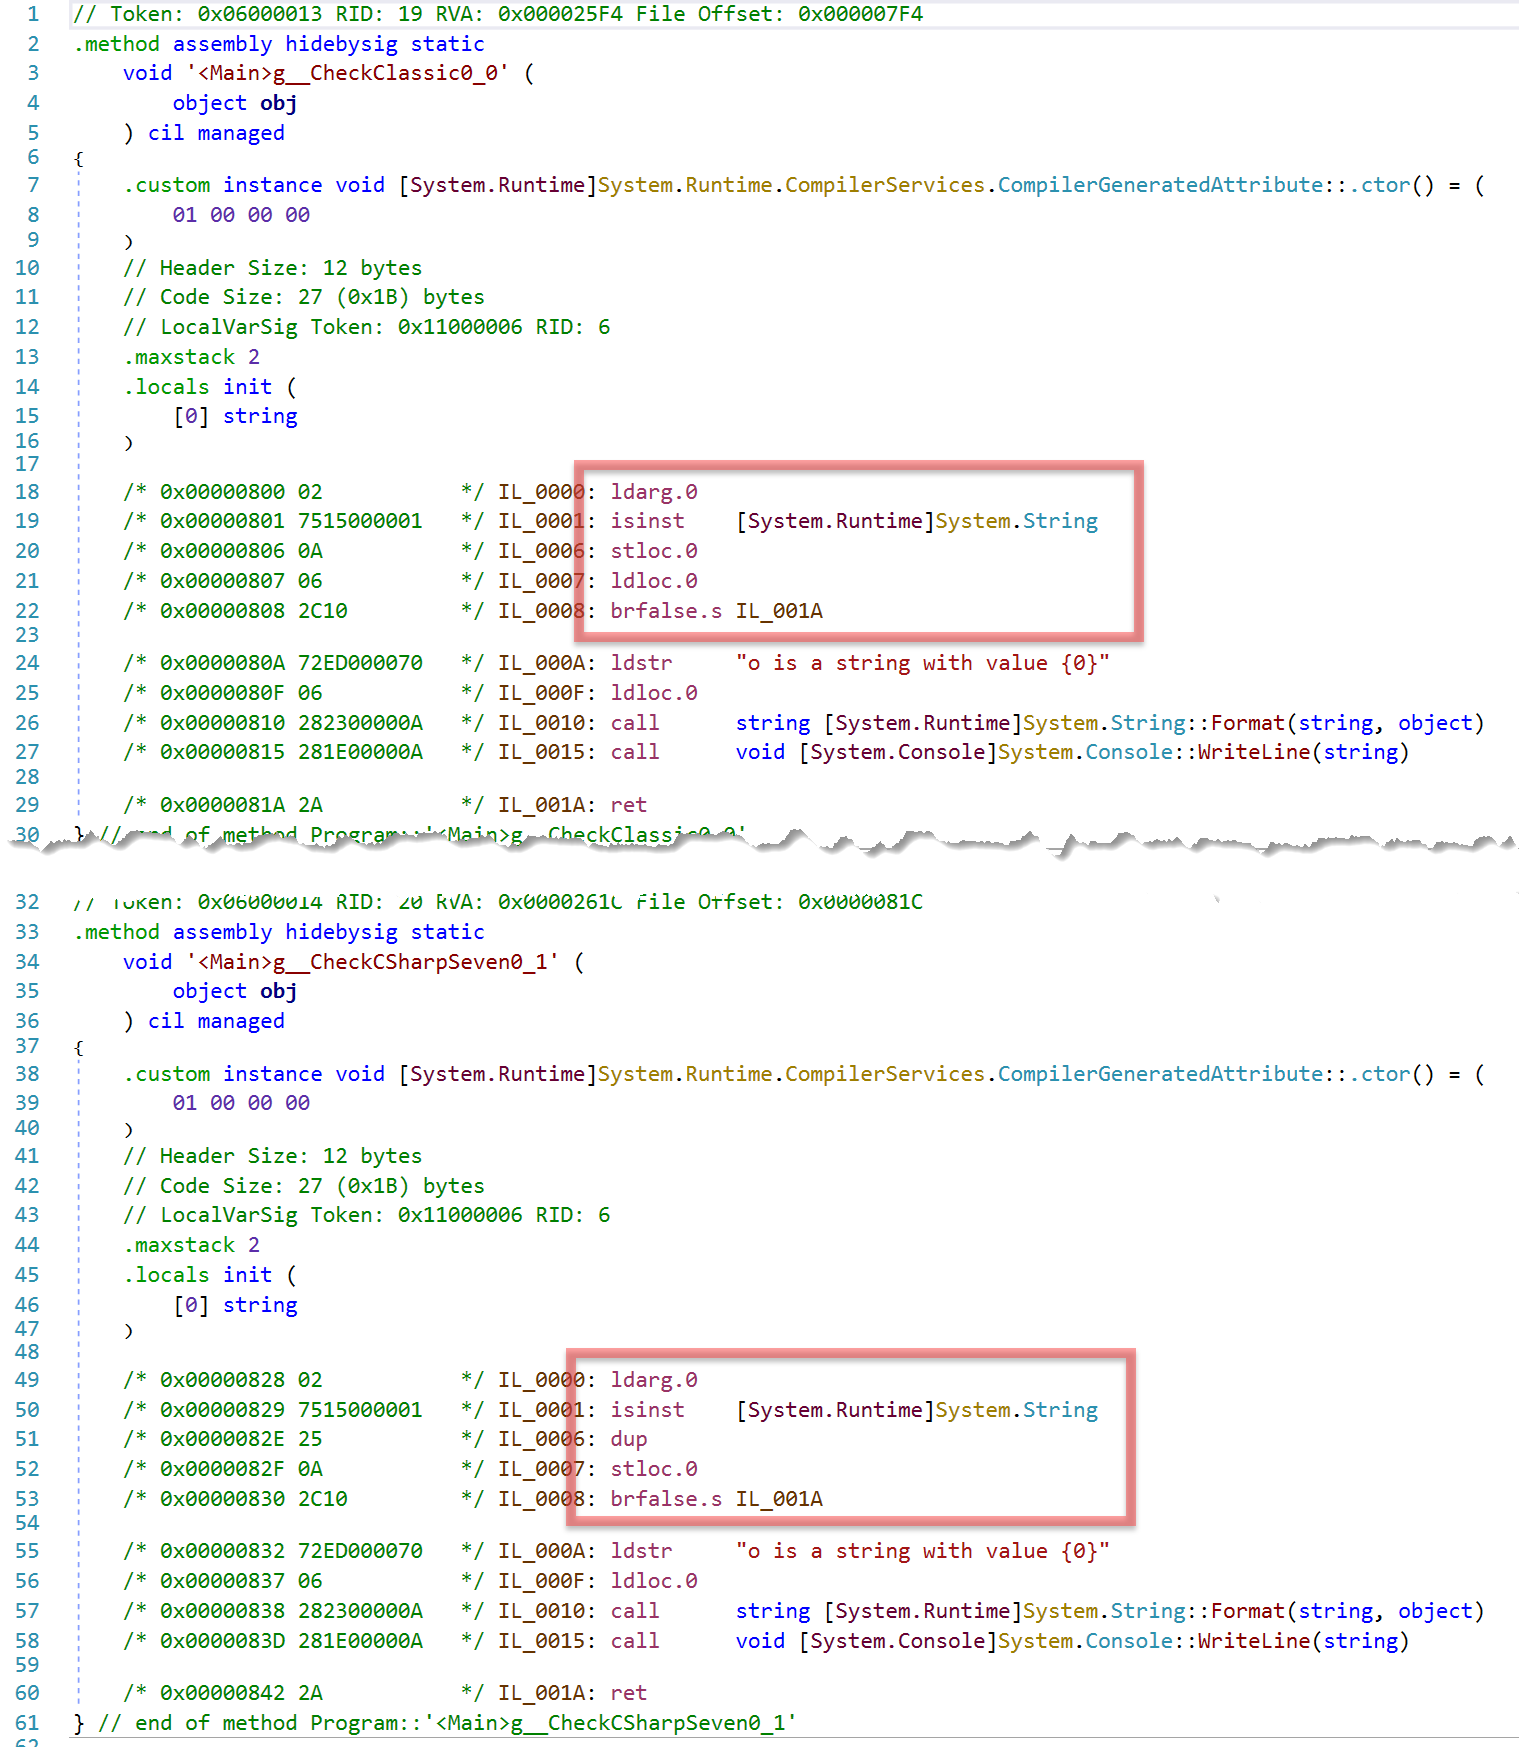 1 // Token: 0x06000013 RID: 19 RVA: 0x000025F4 File Offset: 0x000007F4
2 .method assembly hidebysig static
3     void '<Main>g__CheckClassic0_0' (
4         object obj
5     ) cil managed
6 {
7     .custom instance void [System.Runtime]System.Runtime.CompilerServices.CompilerGeneratedAttribute::.ctor() = (
8         01 00 00 00
9     )
10     // Header Size: 12 bytes
11     // Code Size: 27 (0x1B) bytes
12     // LocalVarSig Token: 0x11000006 RID: 6
13     .maxstack 2
14     .locals init (
15         [0] string
16     )
17
18     /* 0x00000800 02           */ IL_0000: ldarg.0
19     /* 0x00000801 7515000001   */ IL_0001: isinst    [System.Runtime]System.String
20     /* 0x00000806 0A           */ IL_0006: stloc.0
21     /* 0x00000807 06           */ IL_0007: ldloc.0
22     /* 0x00000808 2C10         */ IL_0008: brfalse.s IL_001A
23
24     /* 0x0000080A 72ED000070   */ IL_000A: ldstr     "o is a string with value {0}"
25     /* 0x0000080F 06           */ IL_000F: ldloc.0
26     /* 0x00000810 282300000A   */ IL_0010: call      string [System.Runtime]System.String::Format(string, object)
27     /* 0x00000815 281E00000A   */ IL_0015: call      void [System.Console]System.Console::WriteLine(string)
28
29     /* 0x0000081A 2A           */ IL_001A: ret
30 } // end of method Program::'<Main>g__CheckClassic0_0'
32 // Token: 0x06000014 RID: 20 RVA: 0x0000261C File Offset: 0x0000081C
33 .method assembly hidebysig static
34     void '<Main>g__CheckCSharpSeven0_1' (
35         object obj
36     ) cil managed
37 {
38     .custom instance void [System.Runtime]System.Runtime.CompilerServices.CompilerGeneratedAttribute::.ctor() = (
39         01 00 00 00
40     )
41     // Header Size: 12 bytes
42     // Code Size: 27 (0x1B) bytes
43     // LocalVarSig Token: 0x11000006 RID: 6
44     .maxstack 2
45     .locals init (
46         [0] string
47     )
48
49     /* 0x00000828 02           */ IL_0000: ldarg.0
50     /* 0x00000829 7515000001   */ IL_0001: isinst    [System.Runtime]System.String
51     /* 0x0000082E 25           */ IL_0006: dup
52     /* 0x0000082F 0A           */ IL_0007: stloc.0
53     /* 0x00000830 2C10         */ IL_0008: brfalse.s IL_001A
54
55     /* 0x00000832 72ED000070   */ IL_000A: ldstr     "o is a string with value {0}"
56     /* 0x00000837 06           */ IL_000F: ldloc.0
57     /* 0x00000838 282300000A   */ IL_0010: call      string [System.Runtime]System.String::Format(string, object)
58     /* 0x0000083D 281E00000A   */ IL_0015: call      void [System.Console]System.Console::WriteLine(string)
59
60     /* 0x00000842 2A           */ IL_001A: ret
61 } // end of method Program::'<Main>g__CheckCSharpSeven0_1'
62